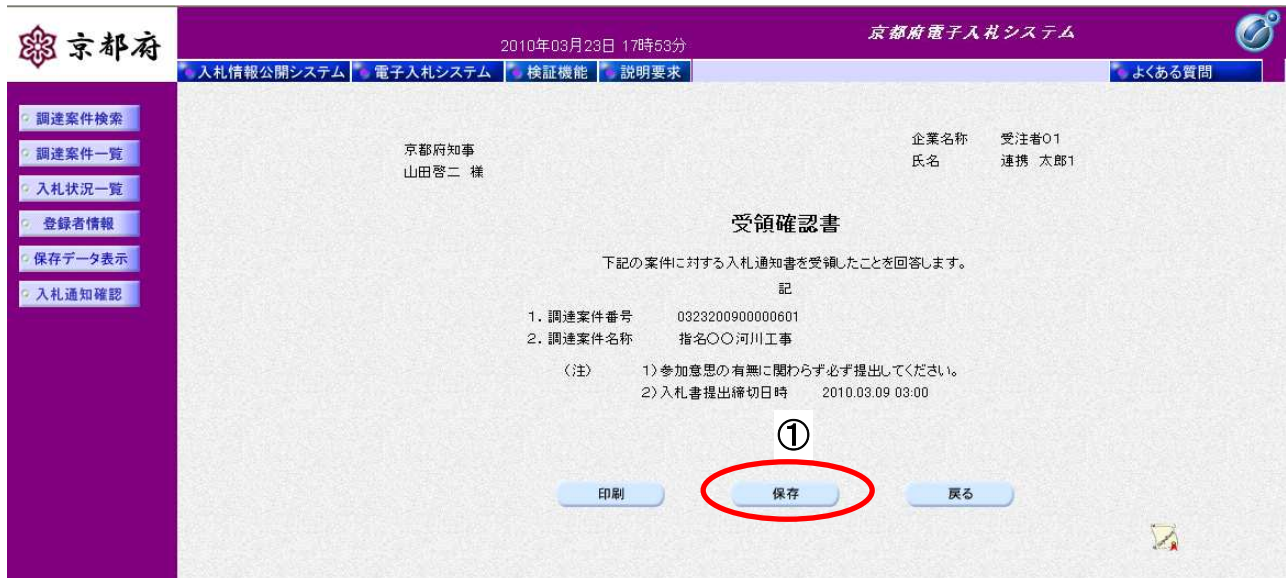 京都府
2010年03月23日 17時53分
京都府電子入札システム
入札情報公開システム 電子入札システム 検証機能 説明要求 よくある質問
調達案件検索
調達案件一覧
入札状況一覧
登録者情報
保存データ表示
入札通知確認
京都府知事
山田啓二 様
企業名称 受注者01
氏名 連携 太郎1
受領確認書
下記の案件に対する入札通知書を受領したことを回答します。
記
1. 調達案件番号 0323200900000601
2. 調達案件名称 指名〇〇河川工事
(注) 1)参加意思の有無に関わらず必ず提出してください。
2)入札書提出締切日時 2010.03.09 03:00
①
印刷 保存 戻る